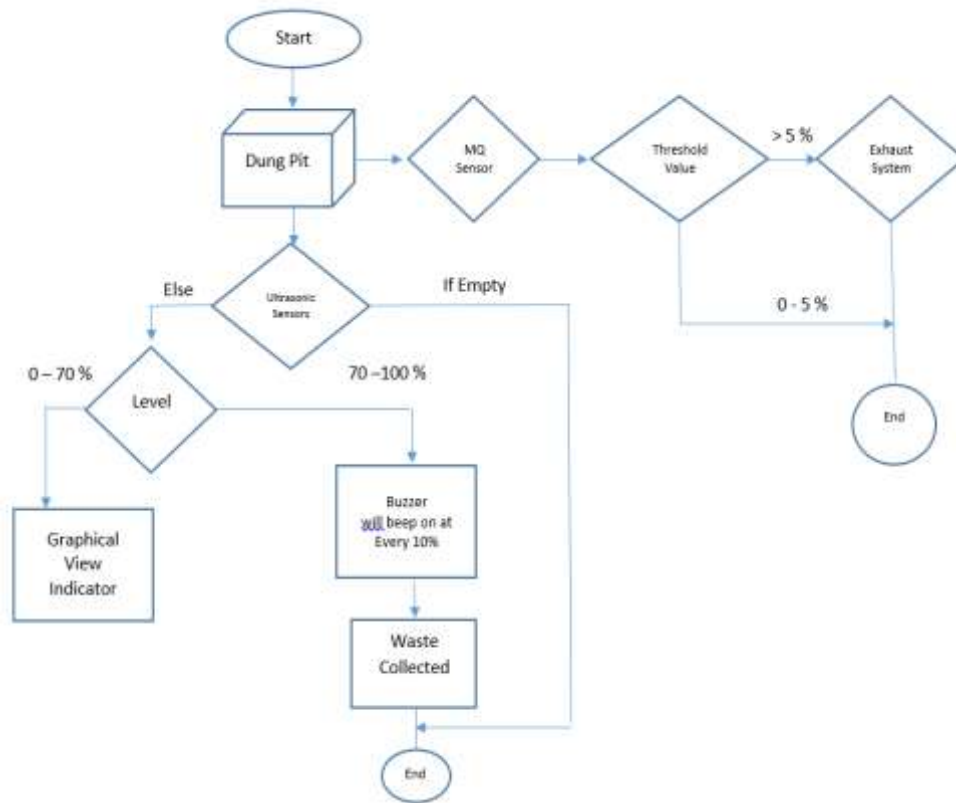 Start
Dung Pit
MQ
Sensor
Threshold
Value
> 5 %
Exhaust
System
Else
Ultrasonic
Sensors
If Empty
0 - 5 %
0 – 70 %
Level
70 –100 %
End
Buzzer
will beep on at
Every 10%
Graphical
View
Indicator
Waste
Collected
End